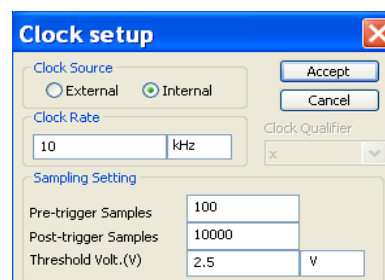 Clock setup
Clock Source
External Internal
Accept
Cancel
Clock Rate
10 kHz
Clock Qualifier
x
Sampling Setting
Pre-trigger Samples 100
Post-trigger Samples 10000
Threshold Volt.(V) 2.5 V